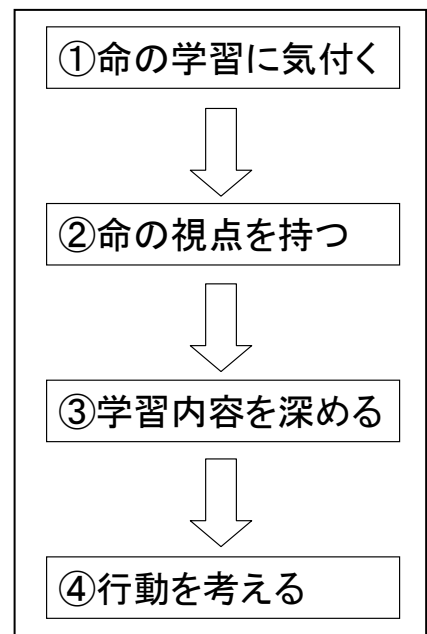 ①命の学習に気付く
②命の視点を持つ
③学習内容を深める
④行動を考える